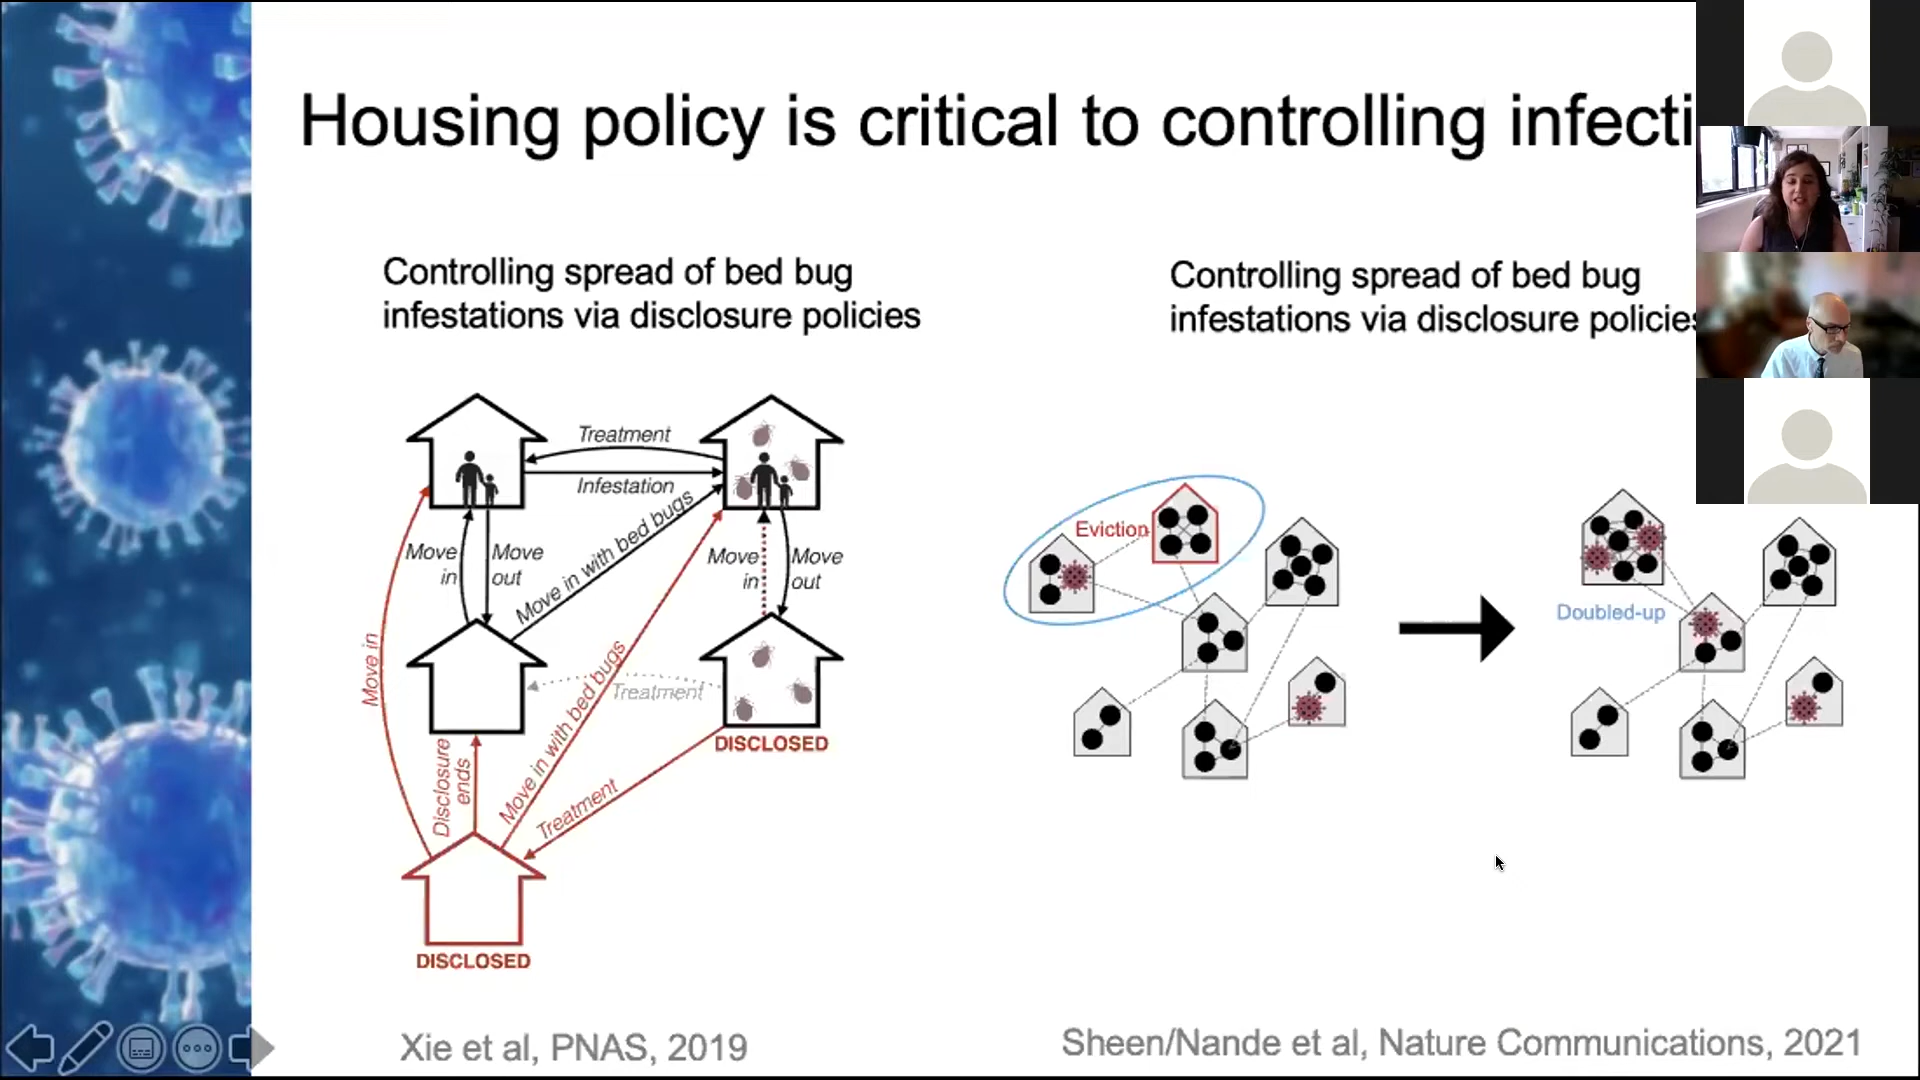 Housing policy is critical to controlling infecti
Controlling spread of bed bug
infestations via disclosure policies
Controlling spread of bed bug
infestations via disclosure policies
Treatment
Infestation
Move
in
Move
out
Move in with bed bugs
Move
in
Move
out
Move in
Treatment
DISCLOSED
Disclosure
ends
Move in with bed bugs
Treatment
DISCLOSED
Eviction
Doubled-up
Xie et al, PNAS, 2019
Sheen/Nande et al, Nature Communications, 2021